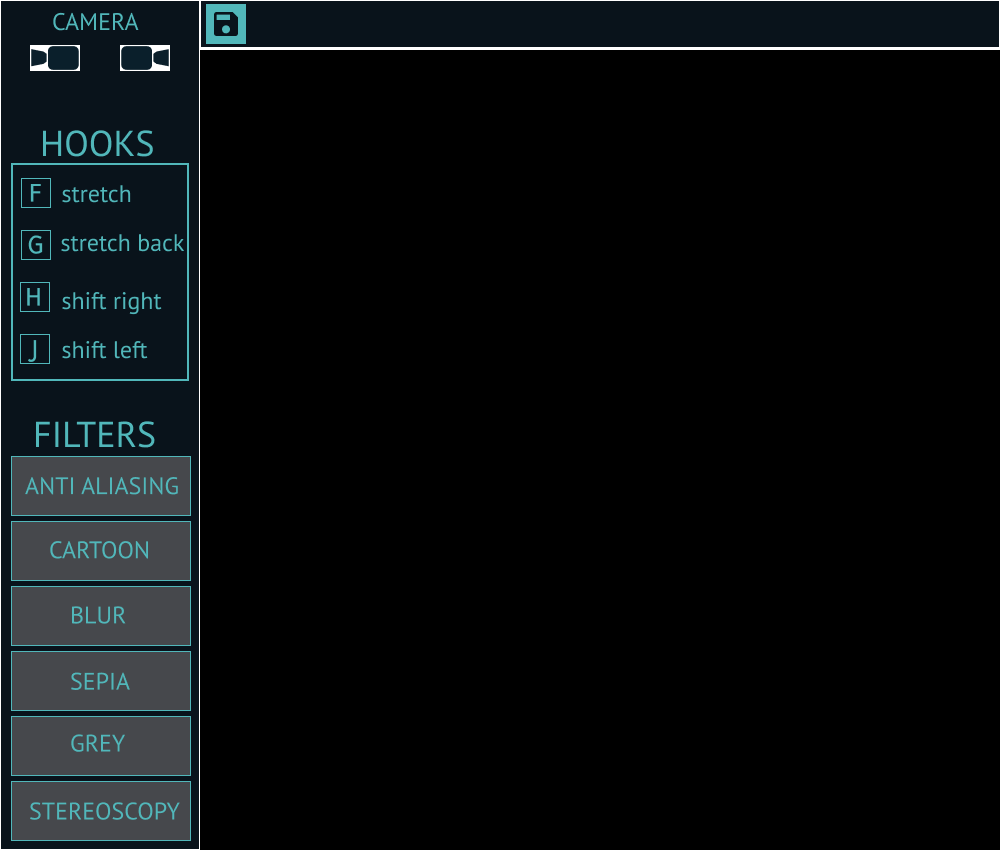 CAMERA
HOOKS
F stretch
G stretch back
H shift right
J shift left
FILTERS
ANTI ALIASING
CARTOON
BLUR
SEPIA
GREY
STEREOSCOPY